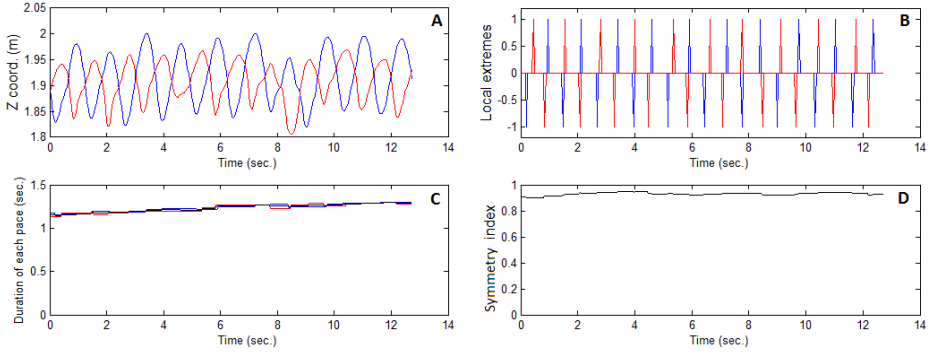 A
Z coord. (m)
2.05
2
1.95
1.91
1.85
1.8
0 2 4 6 8 10 12 14
Time (sec.)
B
Local extremes
1
0.5
0
-0.5
-1
0 2 4 6 8 10 12 14
Time (sec.)
C
Duration of each pace (sec.)
1.5
1
0.5
0
0 2 4 6 8 10 12 14
Time (sec.)
D
Symmetry index
1
0.8
0.6
0.4
0.2
0
0 2 4 6 8 10 12 14
Time (sec.)